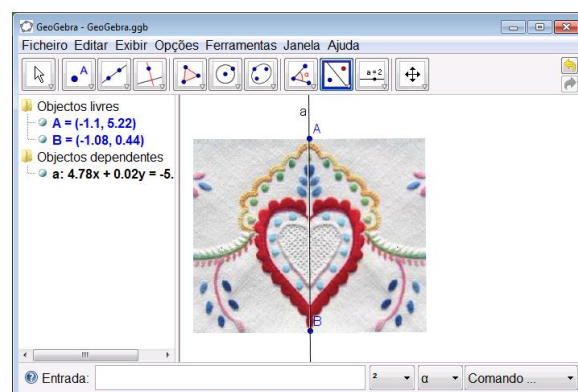 GeoGebra - GeoGebra.ggb
Ficheiro Editar Exibir Opções Ferramentas Janela Ajuda
A
a=2
Objectos livres
A = (-1.1, 5.22)
B = (-1.08, 0.44)
Objectos dependentes
a: 4.78x + 0.02y = -5.
a
A
B
Entrada:
²
α
Comando ...